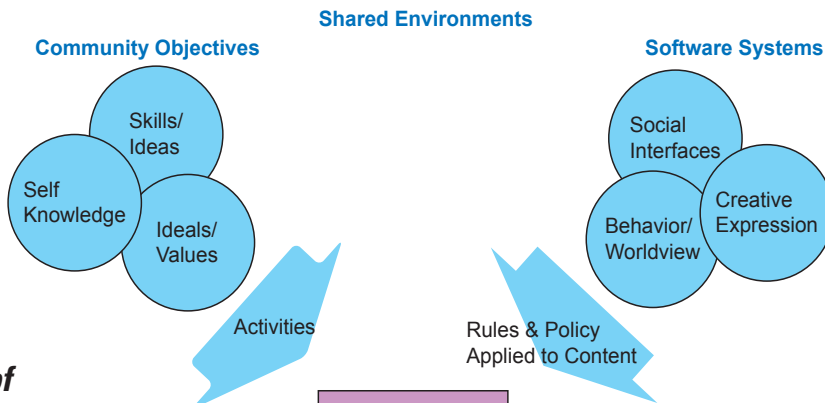 Shared Environments
Community Objectives
Software Systems
Skills/
Ideas
Self
Knowledge
Ideals/
Values
Social
Interfaces
Creative
Expression
Behavior/
Worldview
Activities
Rules & Policy
Applied to Content
of